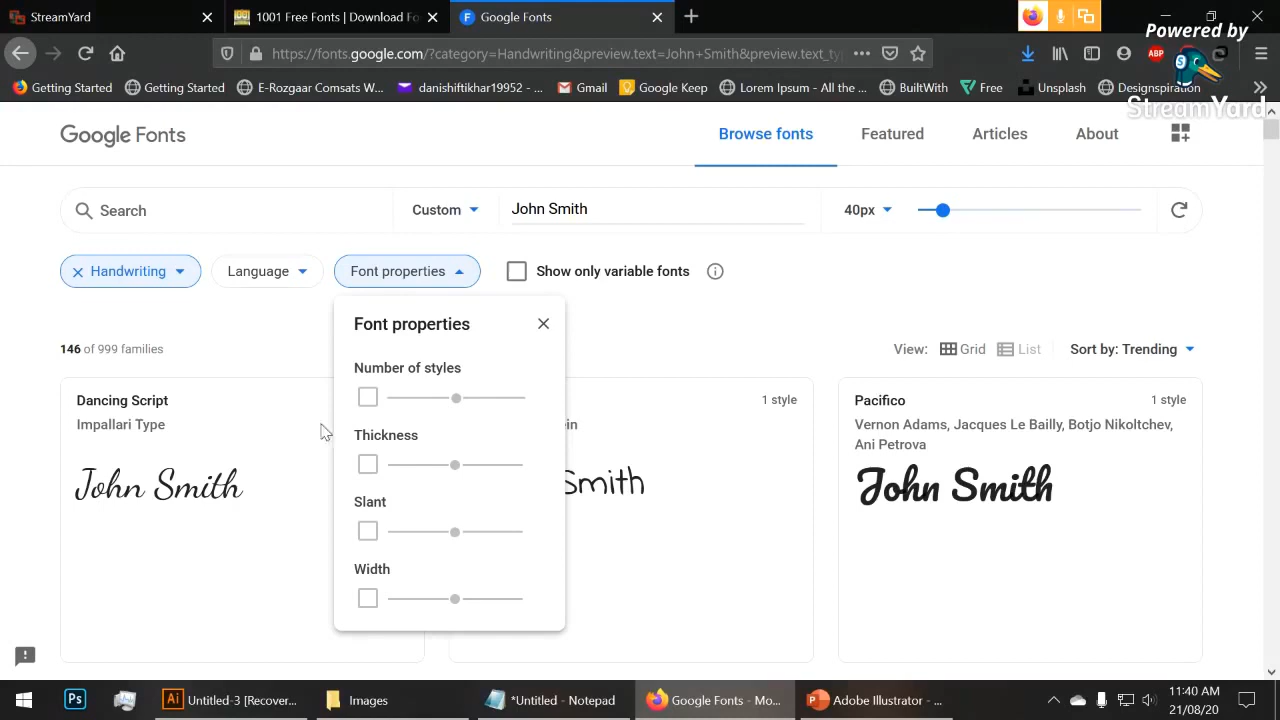 StreamYard
1001 Free Fonts | Download Fo
Google Fonts
Powered by
StreamYard
https://fonts.google.com/?category=Handwriting&preview.text=John+Smith&preview.text_ty
ABP
Getting Started
Getting Started
E-Rozgaar Comsats W...
danishiftikhar19932 - ...
Gmail
Google Keep
Lorem Ipsum - All the ...
BuiltWith
Free
Unsplash
Designspiration
Google Fonts
Browse fonts
Featured
Articles
About
Search
Custom
John Smith
40px
Handwriting
Language
Font properties
Show only variable fonts
146 of 999 families
View:
Grid
List
Sort by: Trending
Font properties
Number of styles
Thickness
Slant
Width
Dancing Script
Impallari Type
John Smith
1 style
Smith
Pacifico
1 style
Vernon Adams, Jacques Le Bailly, Botjo Nikoltchev,
Ani Petrova
John Smith
Ps
Ai
Untitled-3 [Recover...
Images
*Untitled - Notepad
Google Fonts - Mo...
Adobe Illustrator - ...
11:40 AM
21/08/20